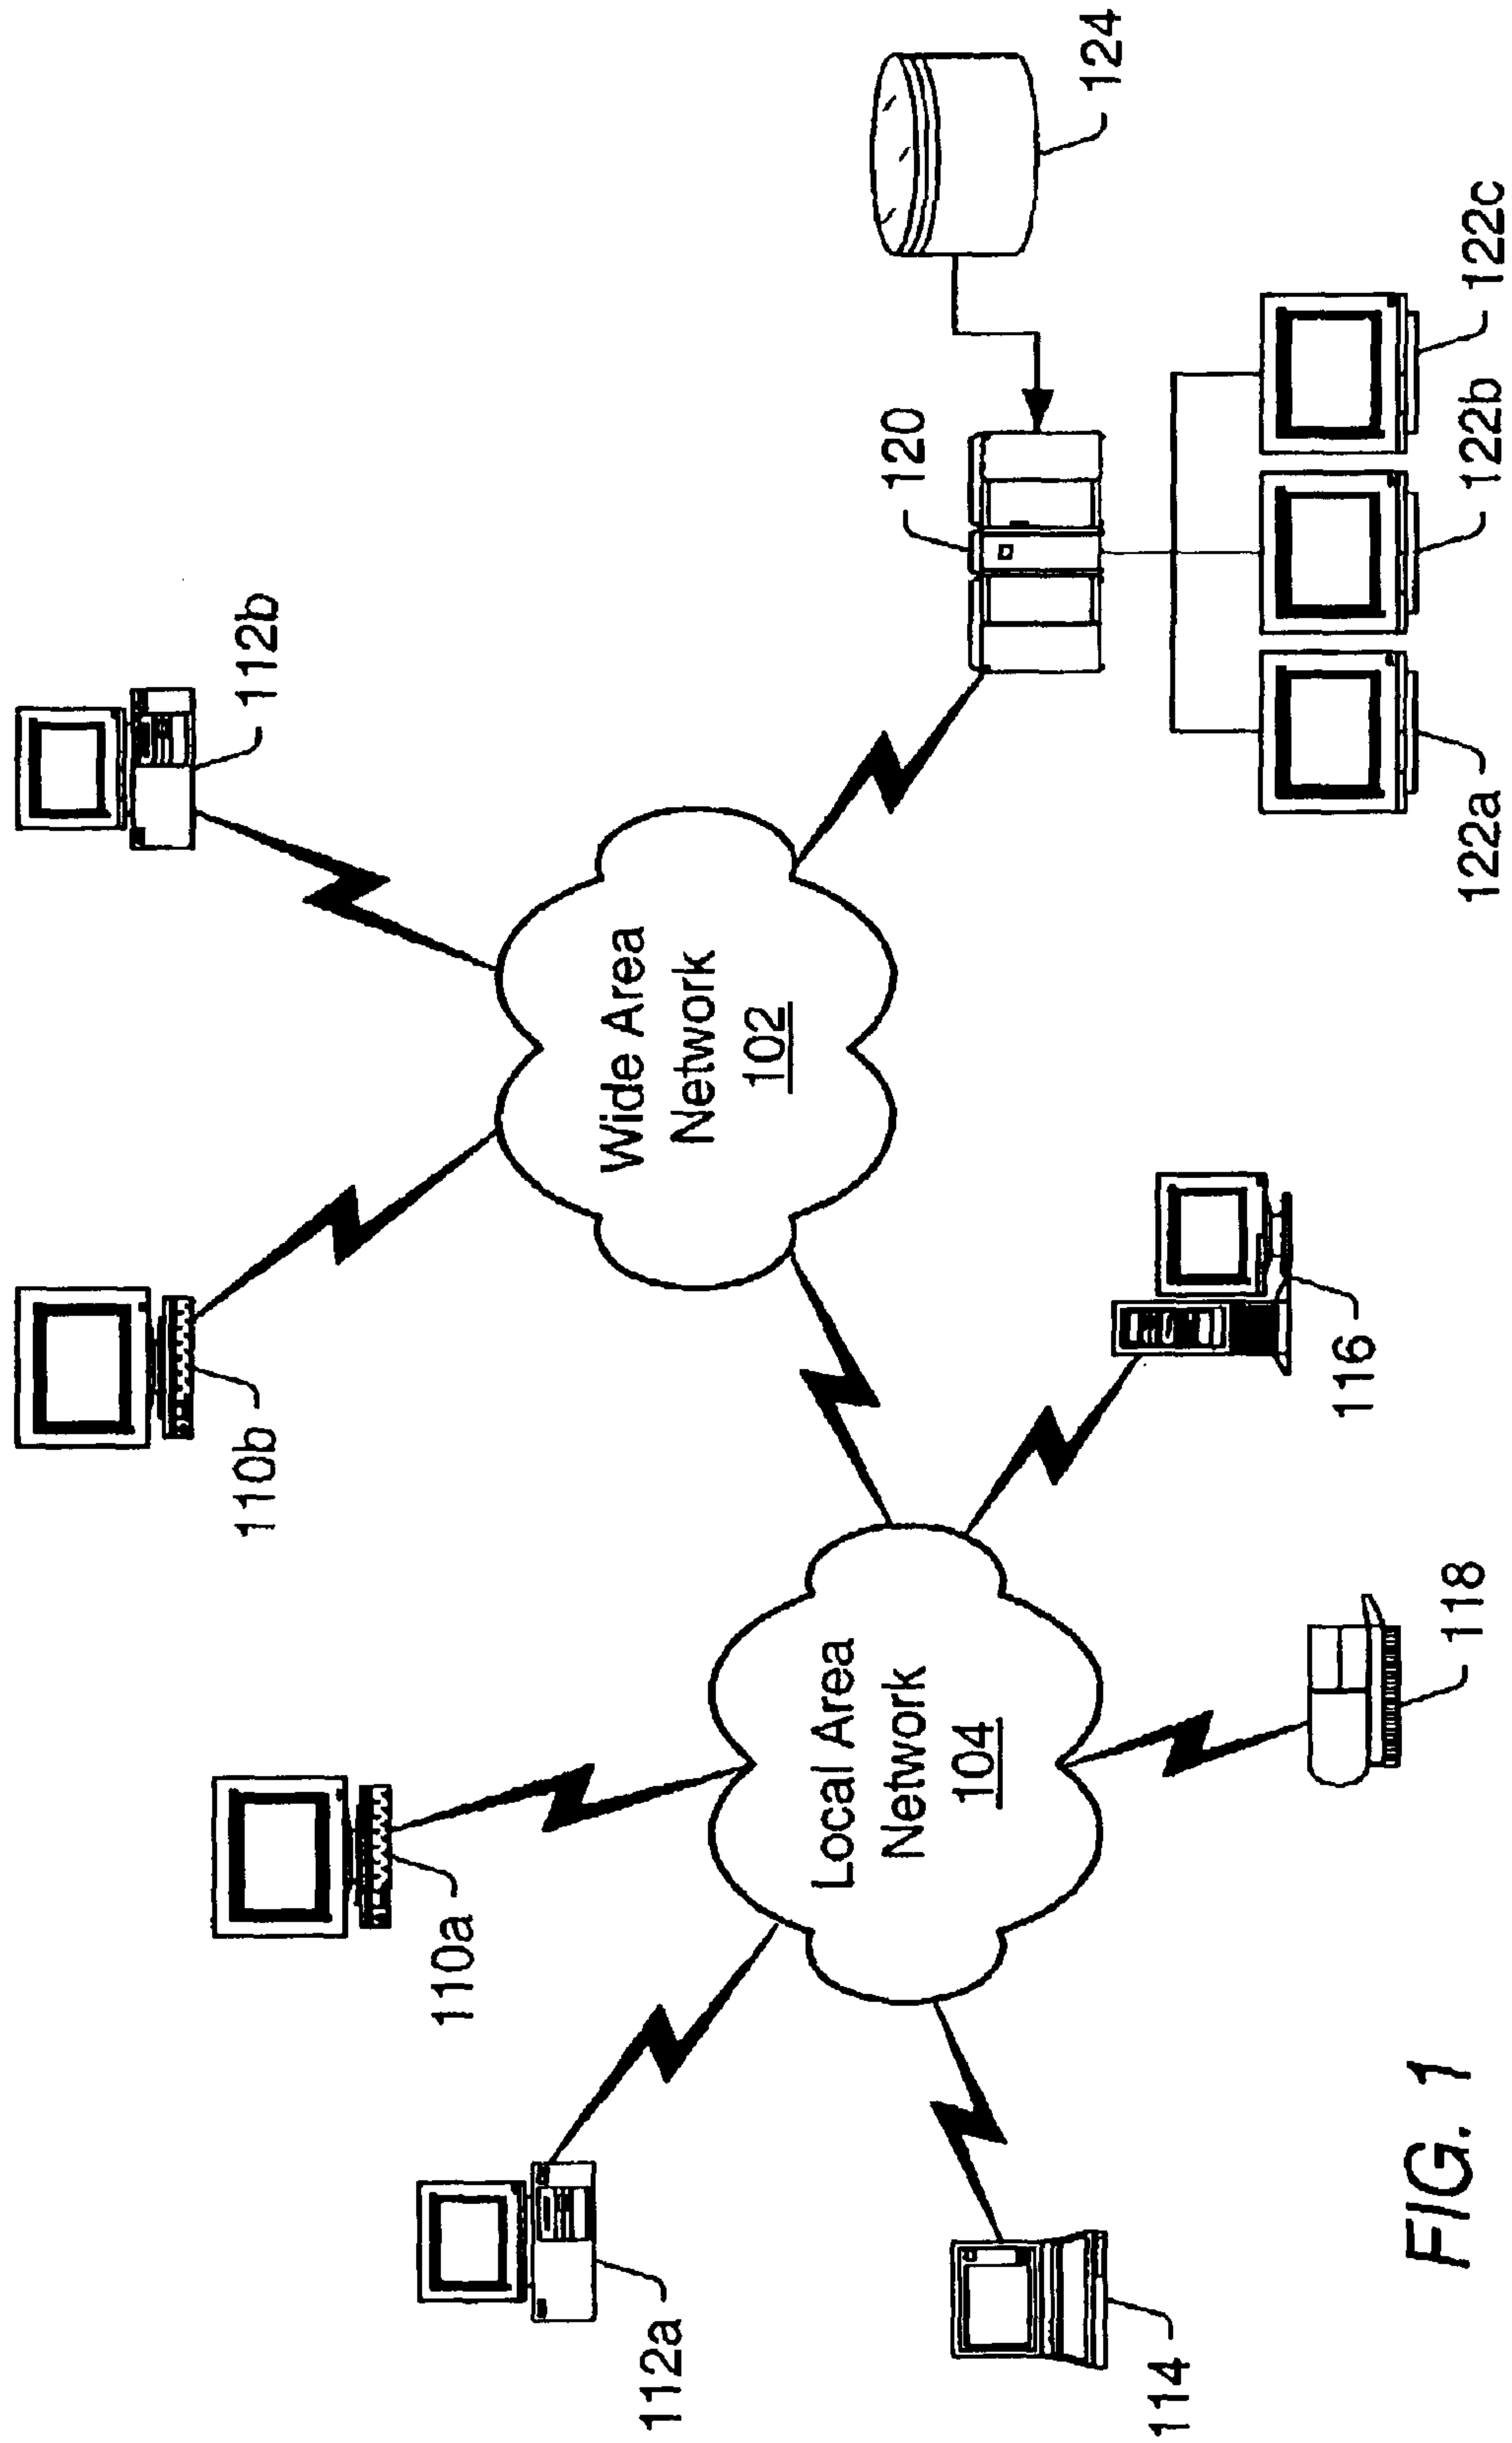 110b
112b
Wide Area
Network
102
120
124
122a
122b
122c
112a
110a
Local Area
Network
104
116
114
118
FIG. 1